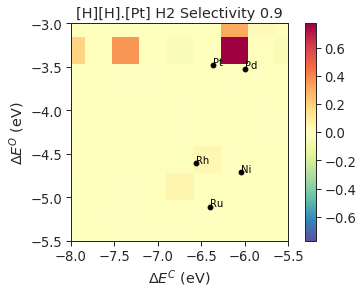 [H][H].[Pt] H2 Selectivity 0.9
−3.0
−3.5
−4.0
−4.5
−5.0
−5.5
ΔE^O (eV)
Pt
Pd
Rh
Ni
Ru
−8.0 −7.5 −7.0 −6.5 −6.0 −5.5
ΔE^C (eV)
0.6
0.4
0.2
0.0
−0.2
−0.4
−0.6